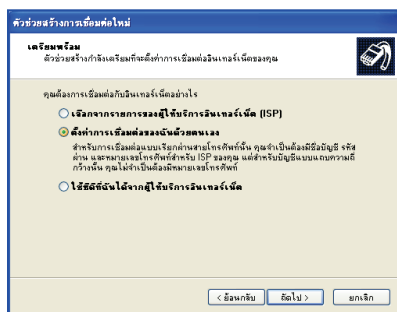 ตัวช่วยสร้างการเชื่อมต่อใหม่
เตรียมพร้อม
ตัวช่วยสร้างกำลังเตรียมที่จะตั้งค่าการเชื่อมต่ออินเทอร์เน็ตของคุณ
คุณต้องการเชื่อมต่อกับอินเทอร์เน็ตอย่างไร
เลือกจากรายการของผู้ให้บริการอินเทอร์เน็ต (ISP)
ตั้งค่าการเชื่อมต่อของฉันด้วยตนเอง
สำหรับการเชื่อมต่อแบบเรียกผ่านสายโทรศัพท์นั้น คุณจำเป็นต้องมีชื่อบัญชี รหัส
ผ่าน และหมายเลขโทรศัพท์สำหรับ ISP ของคุณ แต่สำหรับบัญชีแบบแถบความถี่
กว้างนั้น คุณไม่จำเป็นต้องมีหมายเลขโทรศัพท์
ใช้ซีดีที่ฉันได้จากผู้ให้บริการอินเทอร์เน็ต
< ย้อนกลับ ถัดไป > ยกเลิก